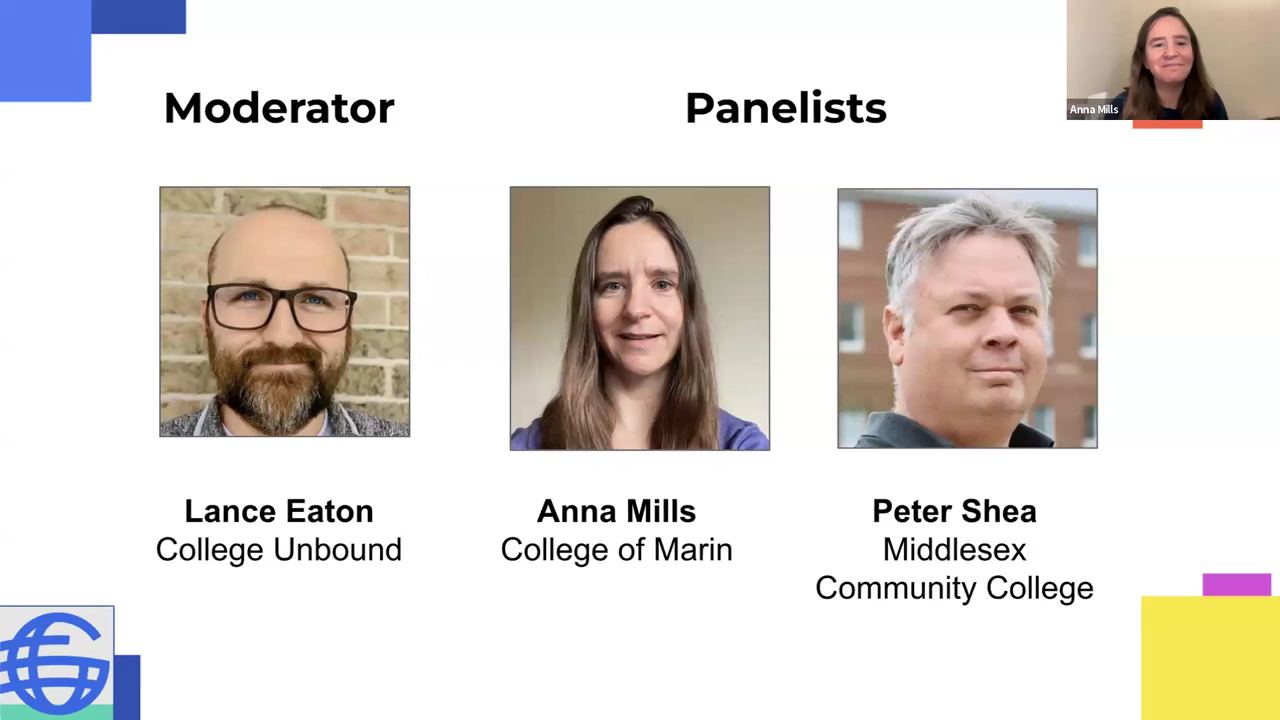 Moderator
Panelists
Anna Mills
Lance Eaton
College Unbound
Anna Mills
College of Marin
Peter Shea
Middlesex
Community College